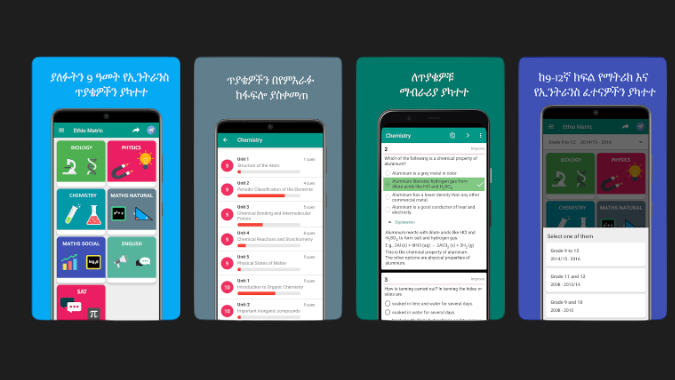 ያለፉትን 9 ዓመት የኢንትራንስ
ጥያቄዎችን ያካተተ
Ethio Matric
BIOLOGY
PHYSICS
CHEMISTRY
MATHS NATURAL
MATHS SOCIAL
ENGLISH
SAT
ጥያቄዎችን በየምእራፉ
ከፋፍሎ ያስቀመጠ
Chemistry
9
Unit 1
Structure of the Atom
9
Unit 2
Periodic Classification of the Elements
9
Unit 3
Chemical Bonding and Intermolecular
Forces
9
Unit 4
Chemical Reactions and Stoichiometry
9
Unit 5
Physical States of Matter
10
Unit 1
Introduction to Organic Chemistry
10
Unit 2
Important inorganic compounds
ለጥያቄዎቹ
ማብራሪያ ያካተተ
Chemistry
2
Which of the following is a chemical property of
aluminum?
Aluminum is a gray metal in color.
Aluminum liberates hydrogen gas from
dilute acids like HCl and H₂SO₄
Aluminum has a lower density than any other
commercial metal.
Aluminum is a good conductor of heat and
electricity.
Explanation
Aluminum reacts with dilute acids like HCl and
H₂SO₄ to form salt and hydrogen gas.
This is the chemical property of aluminum.
The other options are physical properties of
aluminum.
3
How is tanning carried out? In tanning the hides or
skins are
soaked in lime and water for several days.
soaked in water for several days.
ከ9-12ኛ ክፍል የማትሪክ እና
የኢንትራንስ ፈተናዎችን ያካተተ
Ethio Matric
Grade 9 to 12
2014/15 - 2016
BIOLOGY
PHYSICS
CHEMISTRY
MATHS NATURAL
Select one of them
Grade 9 to 12
2014/15 - 2016
Grade 11 and 12
2008 - 2013/14
Grade 9 and 10
2008 - 2010